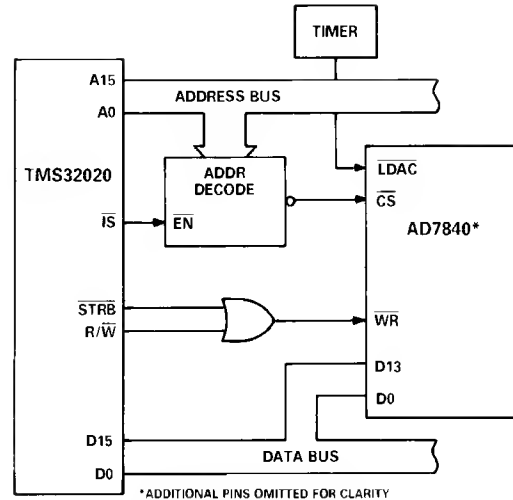 TIMER
A15
ADDRESS BUS
A0
ADDR
DECODE
LDAC
TMS32020
CS
IS
EN
AD7840*
STRB
R/W
WR
D13
D0
D15
DATA BUS
D0
*ADDITIONAL PINS OMITTED FOR CLARITY